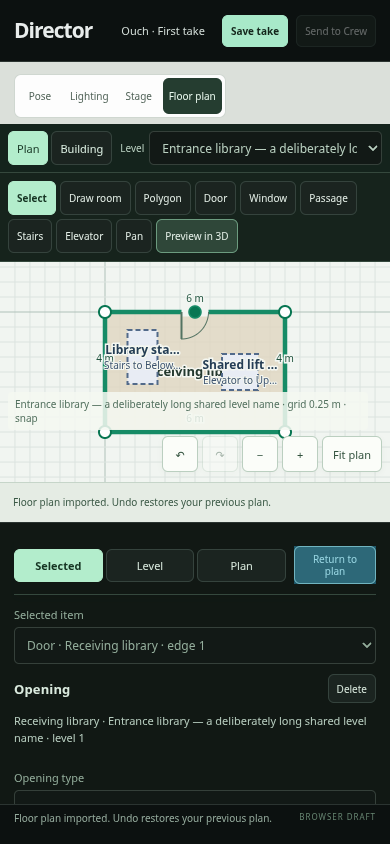 Director
Ouch · First take
Save take
Send to Crew
Pose
Lighting
Stage
Floor plan
Plan
Building
Level
Entrance library — a deliberately lc
Select
Draw room
Polygon
Door
Window
Passage
Stairs
Elevator
Pan
Preview in 3D
6 m
4 m
4 m
Library sta…
Stairs to Below…
Shared lift …
Elevator to Up…
Entrance library — a deliberately long shared level name · grid 0.25 m ·
snap
6 m
↶
↷
−
+
Fit plan
Floor plan imported. Undo restores your previous plan.
Selected
Level
Plan
Return to
plan
Selected item
Door · Receiving library · edge 1
Opening
Delete
Receiving library · Entrance library — a deliberately long shared level
name · level 1
Opening type
Floor plan imported. Undo restores your previous plan.
BROWSER DRAFT